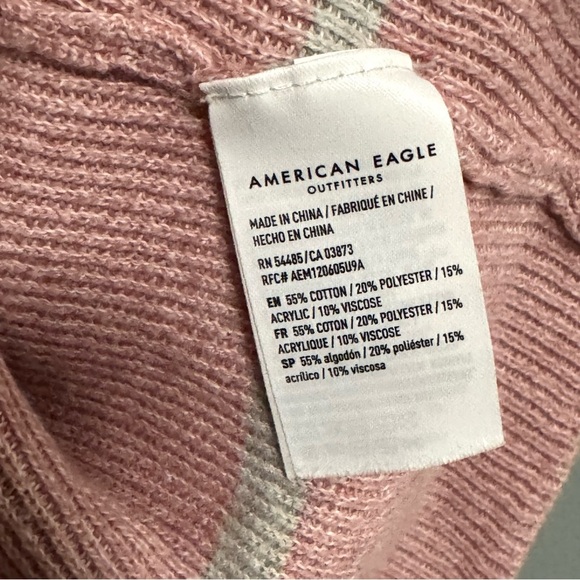 AMERICAN EAGLE
OUTFITTERS
MADE IN CHINA / FABRIQUÉ EN CHINE /
HECHO EN CHINA
RN 54485 / CA 03873
RFC# AEM120605U9A
EN 55% COTTON / 20% POLYESTER / 15%
ACRYLIC / 10% VISCOSE
FR 55% COTON / 20% POLYESTER / 15%
ACRYLIQUE / 10% VISCOSE
SP 55% algodón / 20% poliéster / 15%
acrílico / 10% viscosa